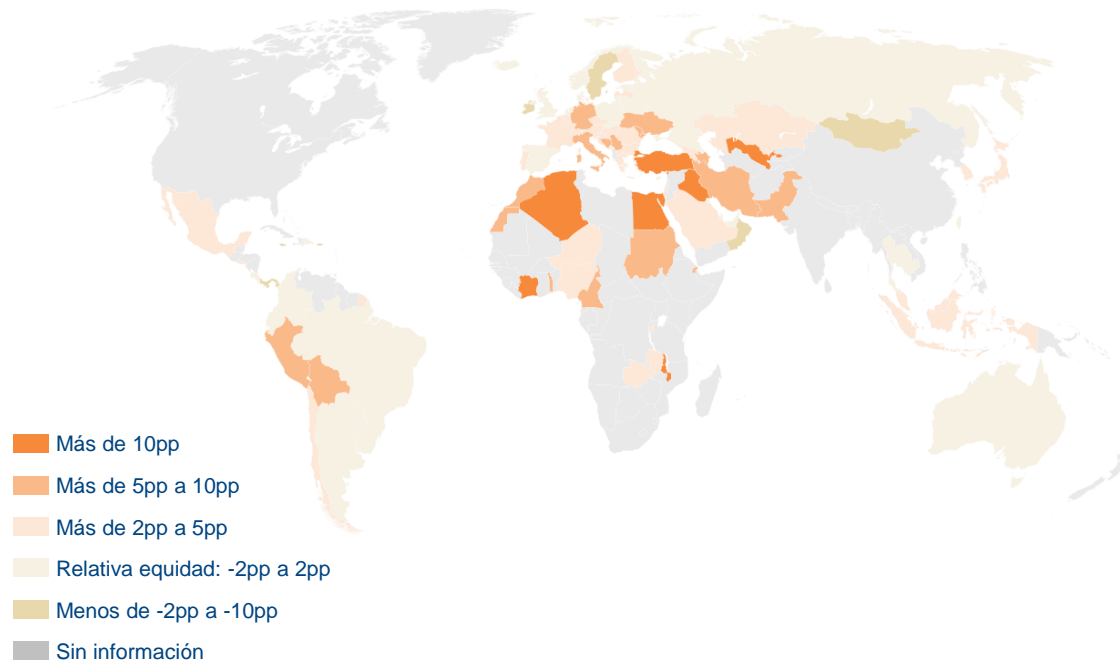 Más de 10pp
Más de 5pp a 10pp
Más de 2pp a 5pp
Relativa equidad: -2pp a 2pp
Menos de -2pp a -10pp
Sin información